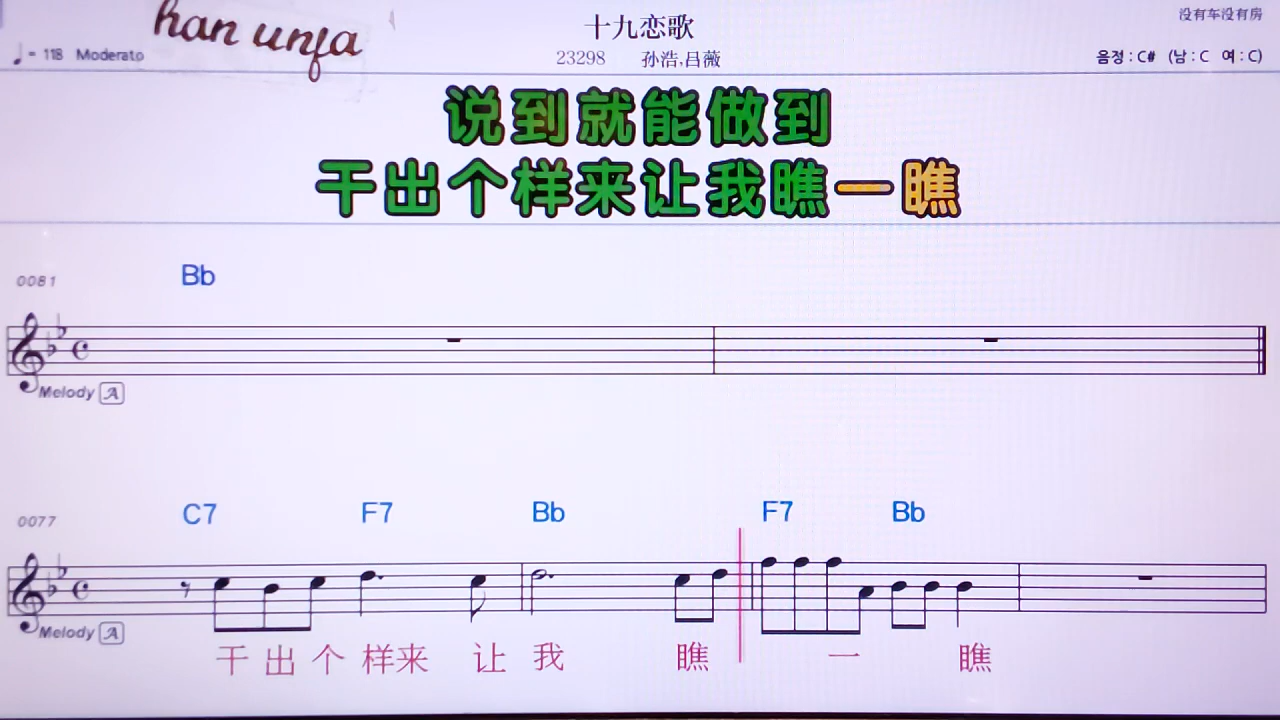 han unfa
十九恋歌
没有车没有房
♩= 118 Moderato
23298 孙浩,吕薇
음정 : C# (남 : C 여 : C)
说到就能做到
干出个样来让我瞧一瞧
0081 Bb
Melody A
0077 C7 F7 Bb F7 Bb
Melody A
干 出 个 样来 让 我 瞧 一 瞧